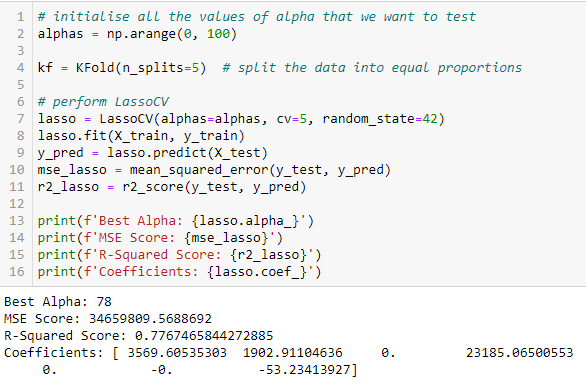 1 # initialise all the values of alpha that we want to test
2 alphas = np.arange(0, 100)
3
4 kf = KFold(n_splits=5)  # split the data into equal proportions
5
6 # perform LassoCV
7 lasso = LassoCV(alphas=alphas, cv=5, random_state=42)
8 lasso.fit(X_train, y_train)
9 y_pred = lasso.predict(X_test)
10 mse_lasso = mean_squared_error(y_test, y_pred)
11 r2_lasso = r2_score(y_test, y_pred)
12
13 print(f'Best Alpha: {lasso.alpha_}')
14 print(f'MSE Score: {mse_lasso}')
15 print(f'R-Squared Score: {r2_lasso}')
16 print(f'Coefficients: {lasso.coef_}')
Best Alpha: 78
MSE Score: 34659809.5688692
R-Squared Score: 0.7767465844272885
Coefficients: [ 3569.60535303  1902.91104636     0.         23185.06500553
     0.            -0.           -53.23413927]